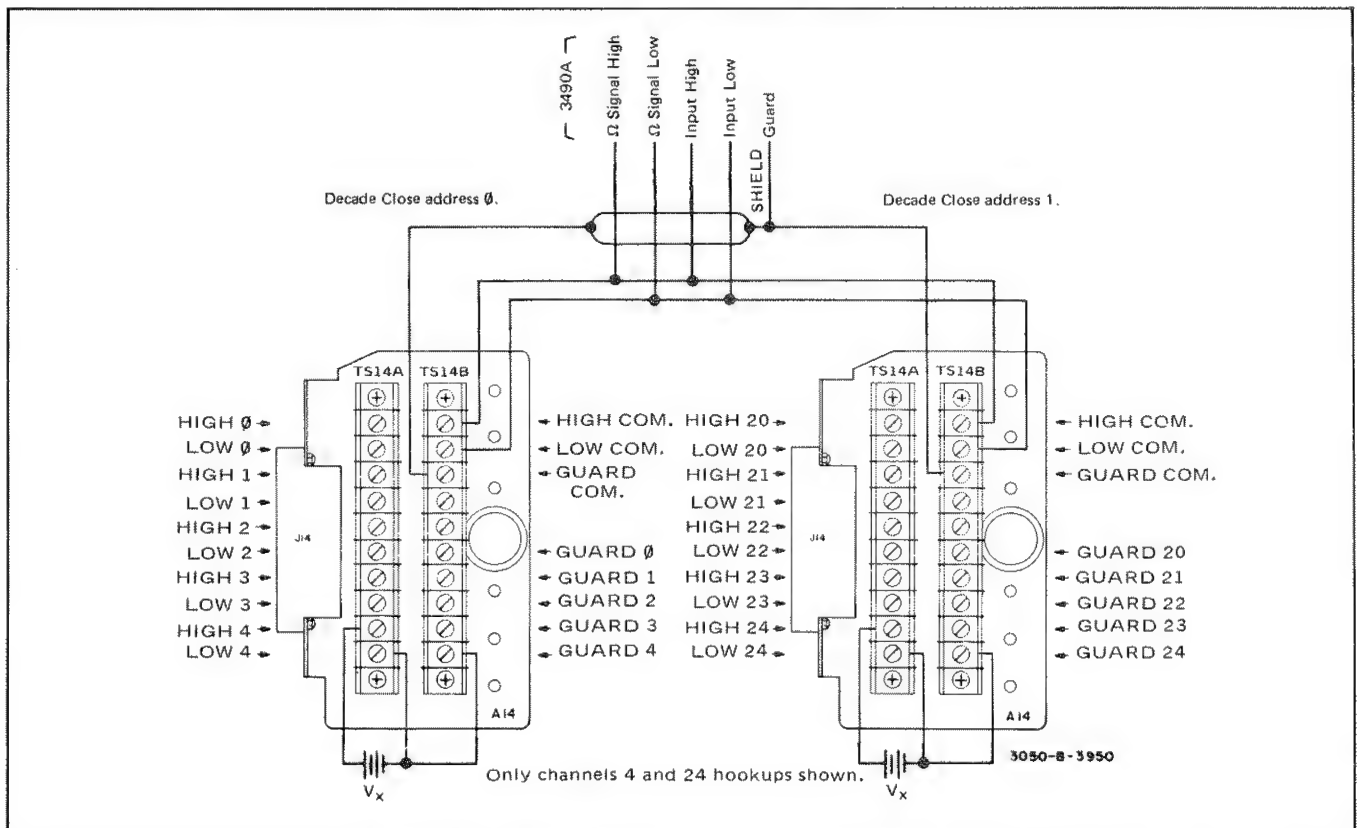 3490A
Ω Signal High
Ω Signal Low
Input High
Input Low
SHIELD
Guard
Decade Close address Ø.
Decade Close address 1.
TS14A TS14B
HIGH Ø
LOW Ø
HIGH 1
LOW 1
HIGH 2
LOW 2
HIGH 3
LOW 3
HIGH 4
LOW 4
J14
HIGH COM.
LOW COM.
GUARD
COM.
GUARD Ø
GUARD 1
GUARD 2
GUARD 3
GUARD 4
A14
Vx
TS14A TS14B
HIGH 20
LOW 20
HIGH 21
LOW 21
HIGH 22
LOW 22
HIGH 23
LOW 23
HIGH 24
LOW 24
J14
HIGH COM.
LOW COM.
GUARD COM.
GUARD 20
GUARD 21
GUARD 22
GUARD 23
GUARD 24
A14
Vx
3050-B-3950
Only channels 4 and 24 hookups shown.